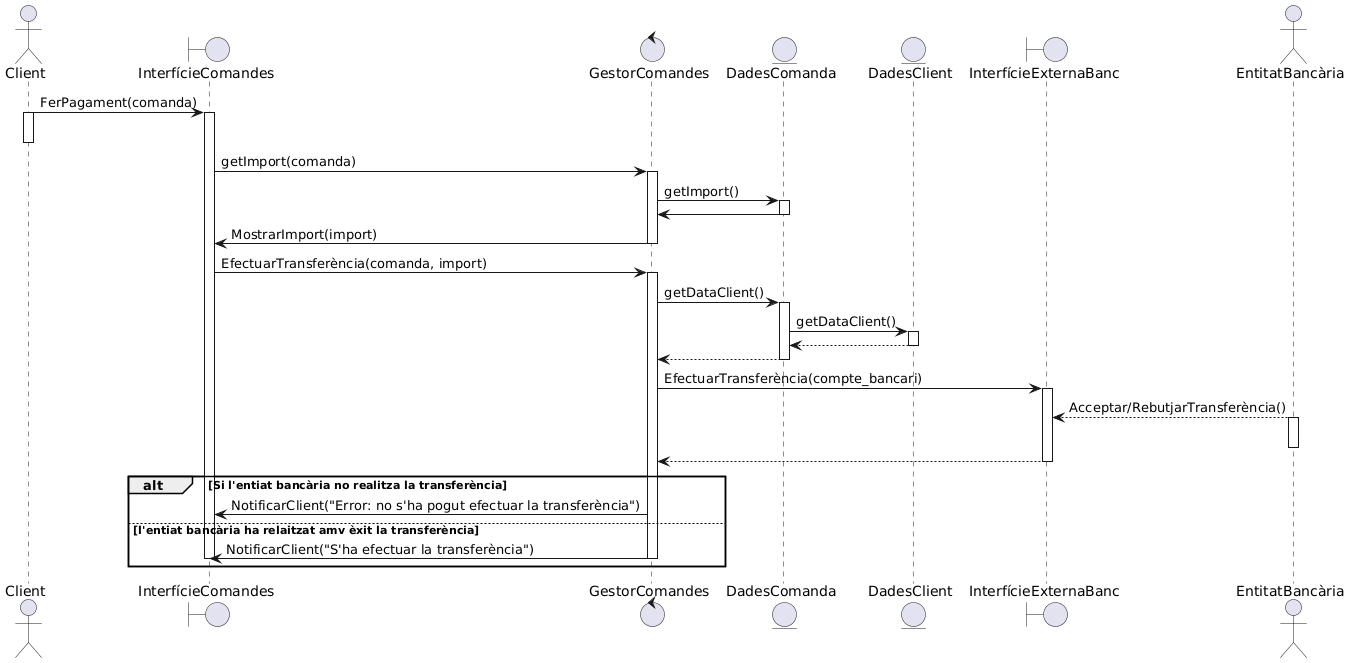 Client
InterfícieComandes
GestorComandes
DadesComanda
DadesClient
InterfícieExternaBanc
EntitatBancària
FerPagament(comanda)
getImport(comanda)
getImport()
MostrarImport(import)
EfectuarTransferència(comanda, import)
getDataClient()
getDataClient()
EfectuarTransferència(compte_bancari)
Acceptar/RebutjarTransferència()
alt
[Si l'entiat bancària no realitza la transferència]
NotificarClient("Error: no s'ha pogut efectuar la transferència")
[l'entiat bancària ha relaitzat amv èxit la transferència]
NotificarClient("S'ha efectuar la transferència")
Client
InterfícieComandes
GestorComandes
DadesComanda
DadesClient
InterfícieExternaBanc
EntitatBancària